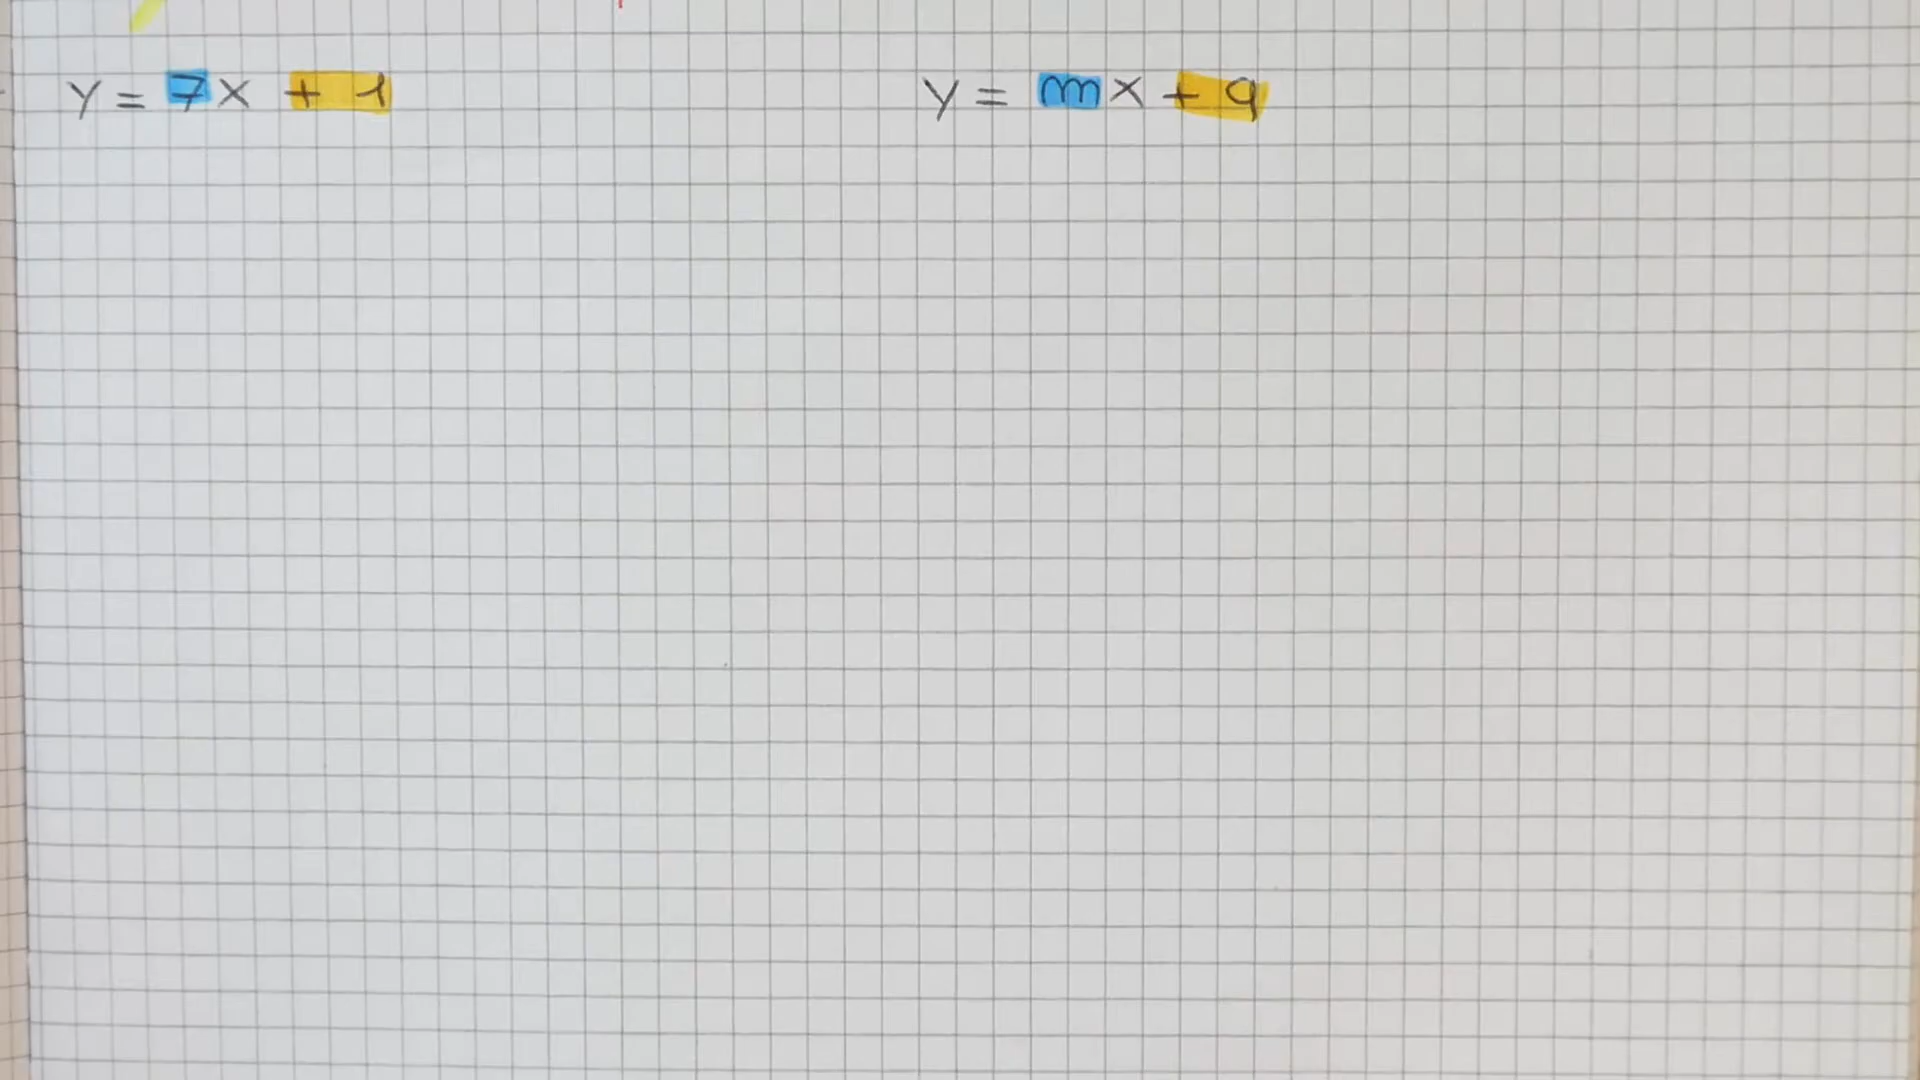 y = 7x + 1
y = mx + q